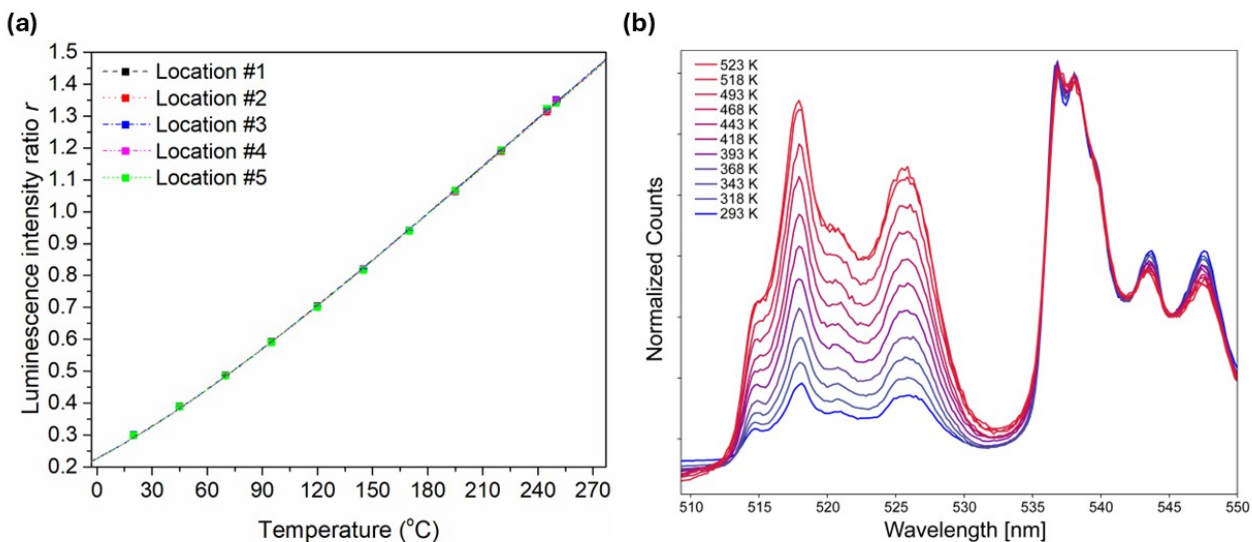 (a)
Luminescence intensity ratio r
1.5
1.4
1.3
1.2
1.1
1.0
0.9
0.8
0.7
0.6
0.5
0.4
0.3
0.2
Location #1
Location #2
Location #3
Location #4
Location #5
0 30 60 90 120 150 180 210 240 270
Temperature (°C)
(b)
Normalized Counts
523 K
518 K
493 K
468 K
443 K
418 K
393 K
368 K
343 K
318 K
293 K
510 515 520 525 530 535 540 545 550
Wavelength [nm]